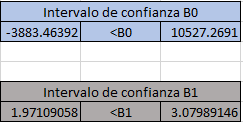 Intervalo de confianza B0
-3883.46392 <B0 10527.2691
Intervalo de confianza B1
1.97109058 <B1 3.07989146